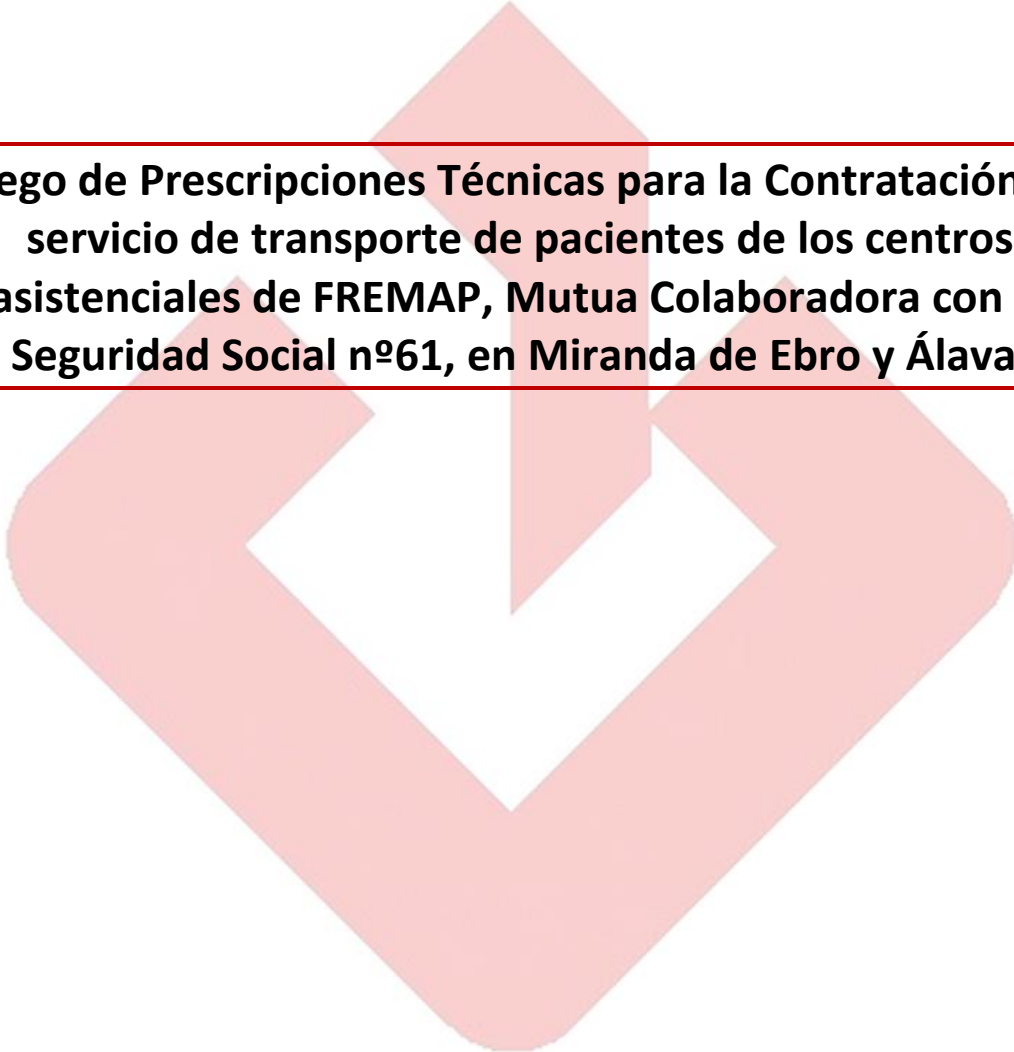 ego de Prescripciones Técnicas para la Contratación
servicio de transporte de pacientes de los centros
asistenciales de FREMAP, Mutua Colaboradora con
Seguridad Social nº61, en Miranda de Ebro y Álava